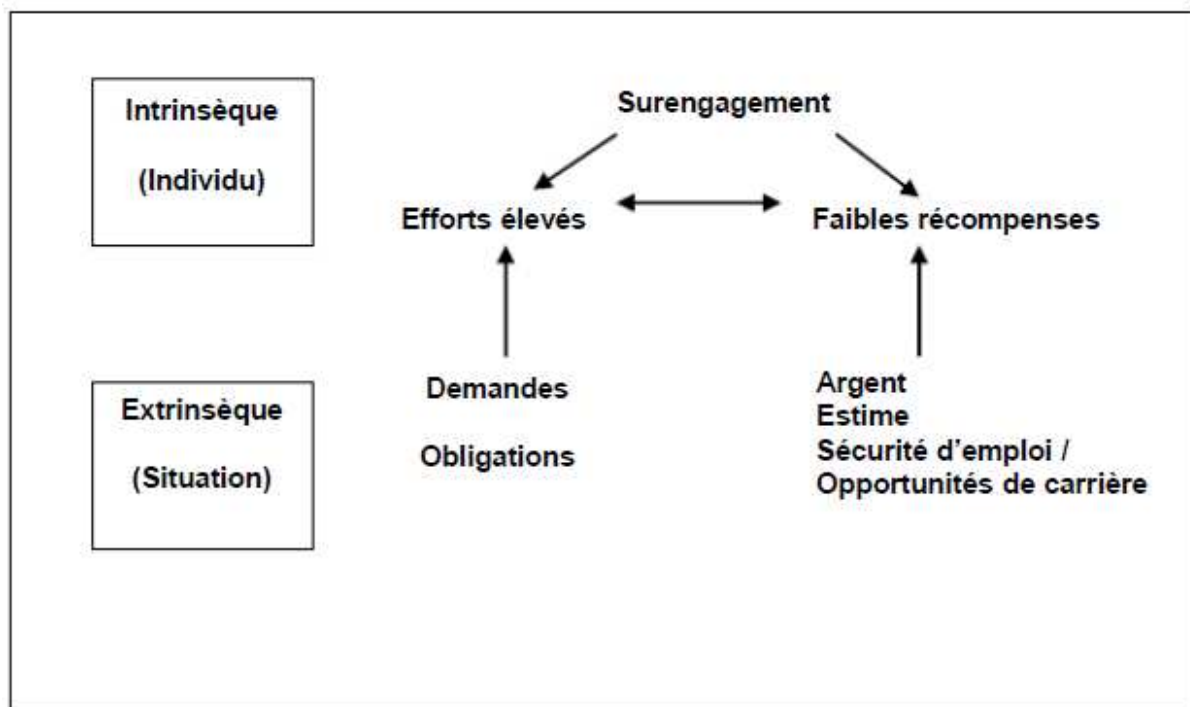 Intrinsèque
(Individu)
Surengagement
Efforts élevés
Faibles récompenses
Extrinsèque
(Situation)
Demandes
Obligations
Argent
Estime
Sécurité d'emploi /
Opportunités de carrière